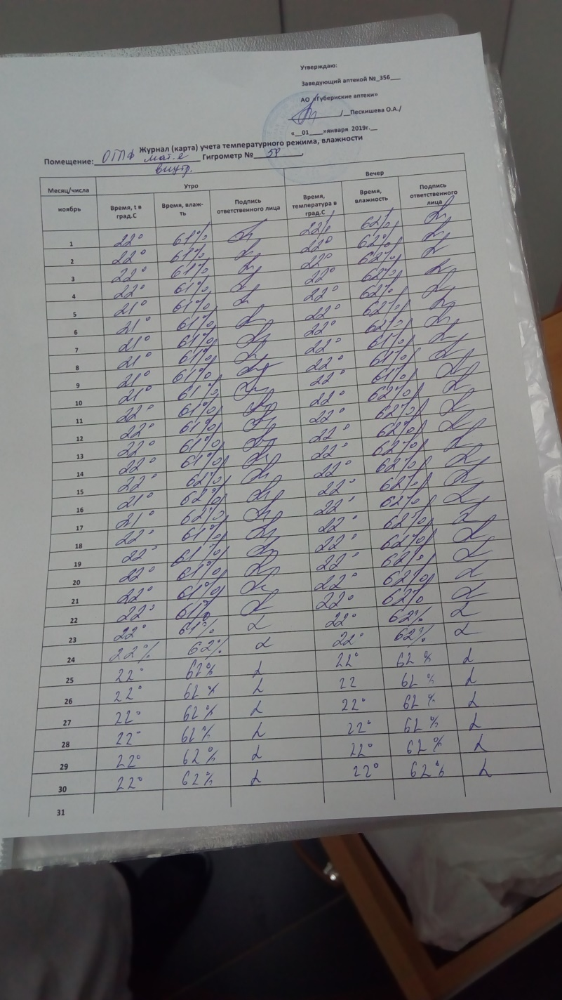 Утверждаю:
Заведующий аптекой №_356___
АО «Губернские аптеки»
/__Пескишева О.А./
«__01____»января 2019г.__
Журнал (карта) учета температурного режима, влажности
Помещение: ОГЛФ мат.е внутр. Гигрометр № 58
Месяц/числа Утро Вечер
ноябрь Время, t в град.С Время, влаж-ть Подпись ответственного лица Время, температура в град.С Время, влажность Подпись ответственного лица
1 22° 61% 22% 62%
2 22° 61% 22° 62%
3 22° 61% 22° 62%
4 22° 61% 22° 62%
5 21° 61% 22° 62%
6 21° 61% 22° 62%
7 21° 61% 22° 62%
8 21° 61% 22° 61%
9 21° 61% 22° 61%
10 21° 61% 22° 61%
11 22° 61% 22° 62%
12 22° 61% 22° 62%
13 22° 61% 22° 62%
14 22° 61% 22° 62%
15 22° 62% 22° 62%
16 21° 62% 22° 62%
17 21° 62% 22° 62%
18 22° 61% 22° 62%
19 22° 61% 22° 62%
20 22° 61% 22° 62%
21 22° 61% 22° 62%
22 22° 61% 22° 62%
23 22° 61% 22° 62%
24 22% 62% 22° 62%
25 22° 62% 22° 62%
26 22° 62% 22 62%
27 22° 62% 22° 62%
28 22° 62% 22° 62%
29 22° 62% 22° 62%
30 22° 62% 22° 62%
31